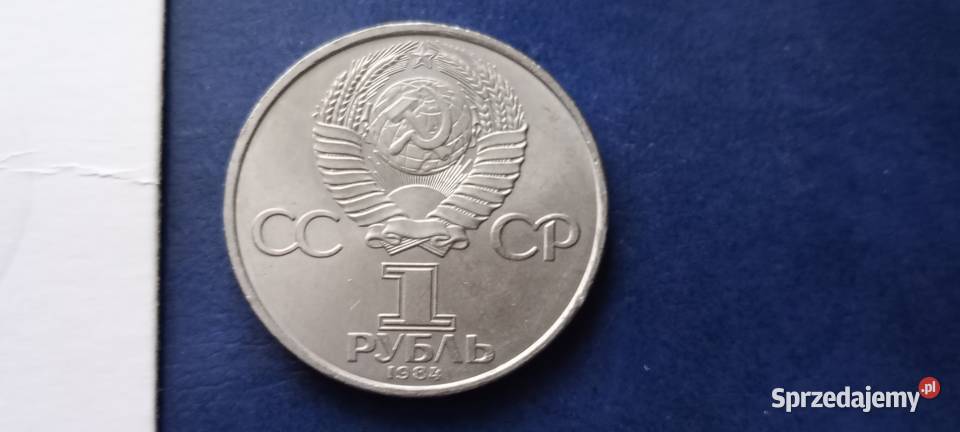 СС СР
1
РУБЛЬ
1984
Sprzedajemy.pl